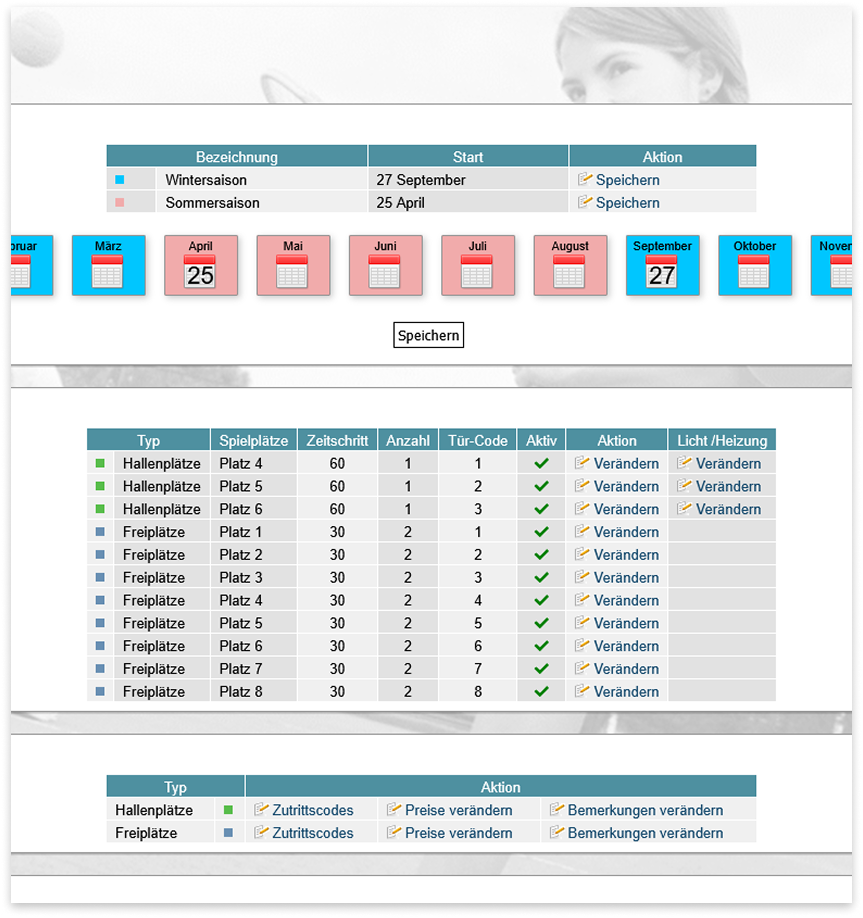 Bezeichnung Start Aktion
Wintersaison 27 September Speichern
Sommersaison 25 April Speichern
bruar März April Mai Juni Juli August September Oktober Noven
25 27
Speichern
Typ Spielplätze Zeitschritt Anzahl Tür-Code Aktiv Aktion Licht /Heizung
Hallenplätze Platz 4 60 1 1 Verändern Verändern
Hallenplätze Platz 5 60 1 2 Verändern Verändern
Hallenplätze Platz 6 60 1 3 Verändern Verändern
Freiplätze Platz 1 30 2 1 Verändern
Freiplätze Platz 2 30 2 2 Verändern
Freiplätze Platz 3 30 2 3 Verändern
Freiplätze Platz 4 30 2 4 Verändern
Freiplätze Platz 5 30 2 5 Verändern
Freiplätze Platz 6 30 2 6 Verändern
Freiplätze Platz 7 30 2 7 Verändern
Freiplätze Platz 8 30 2 8 Verändern
Typ Aktion
Hallenplätze Zutrittscodes Preise verändern Bemerkungen verändern
Freiplätze Zutrittscodes Preise verändern Bemerkungen verändern